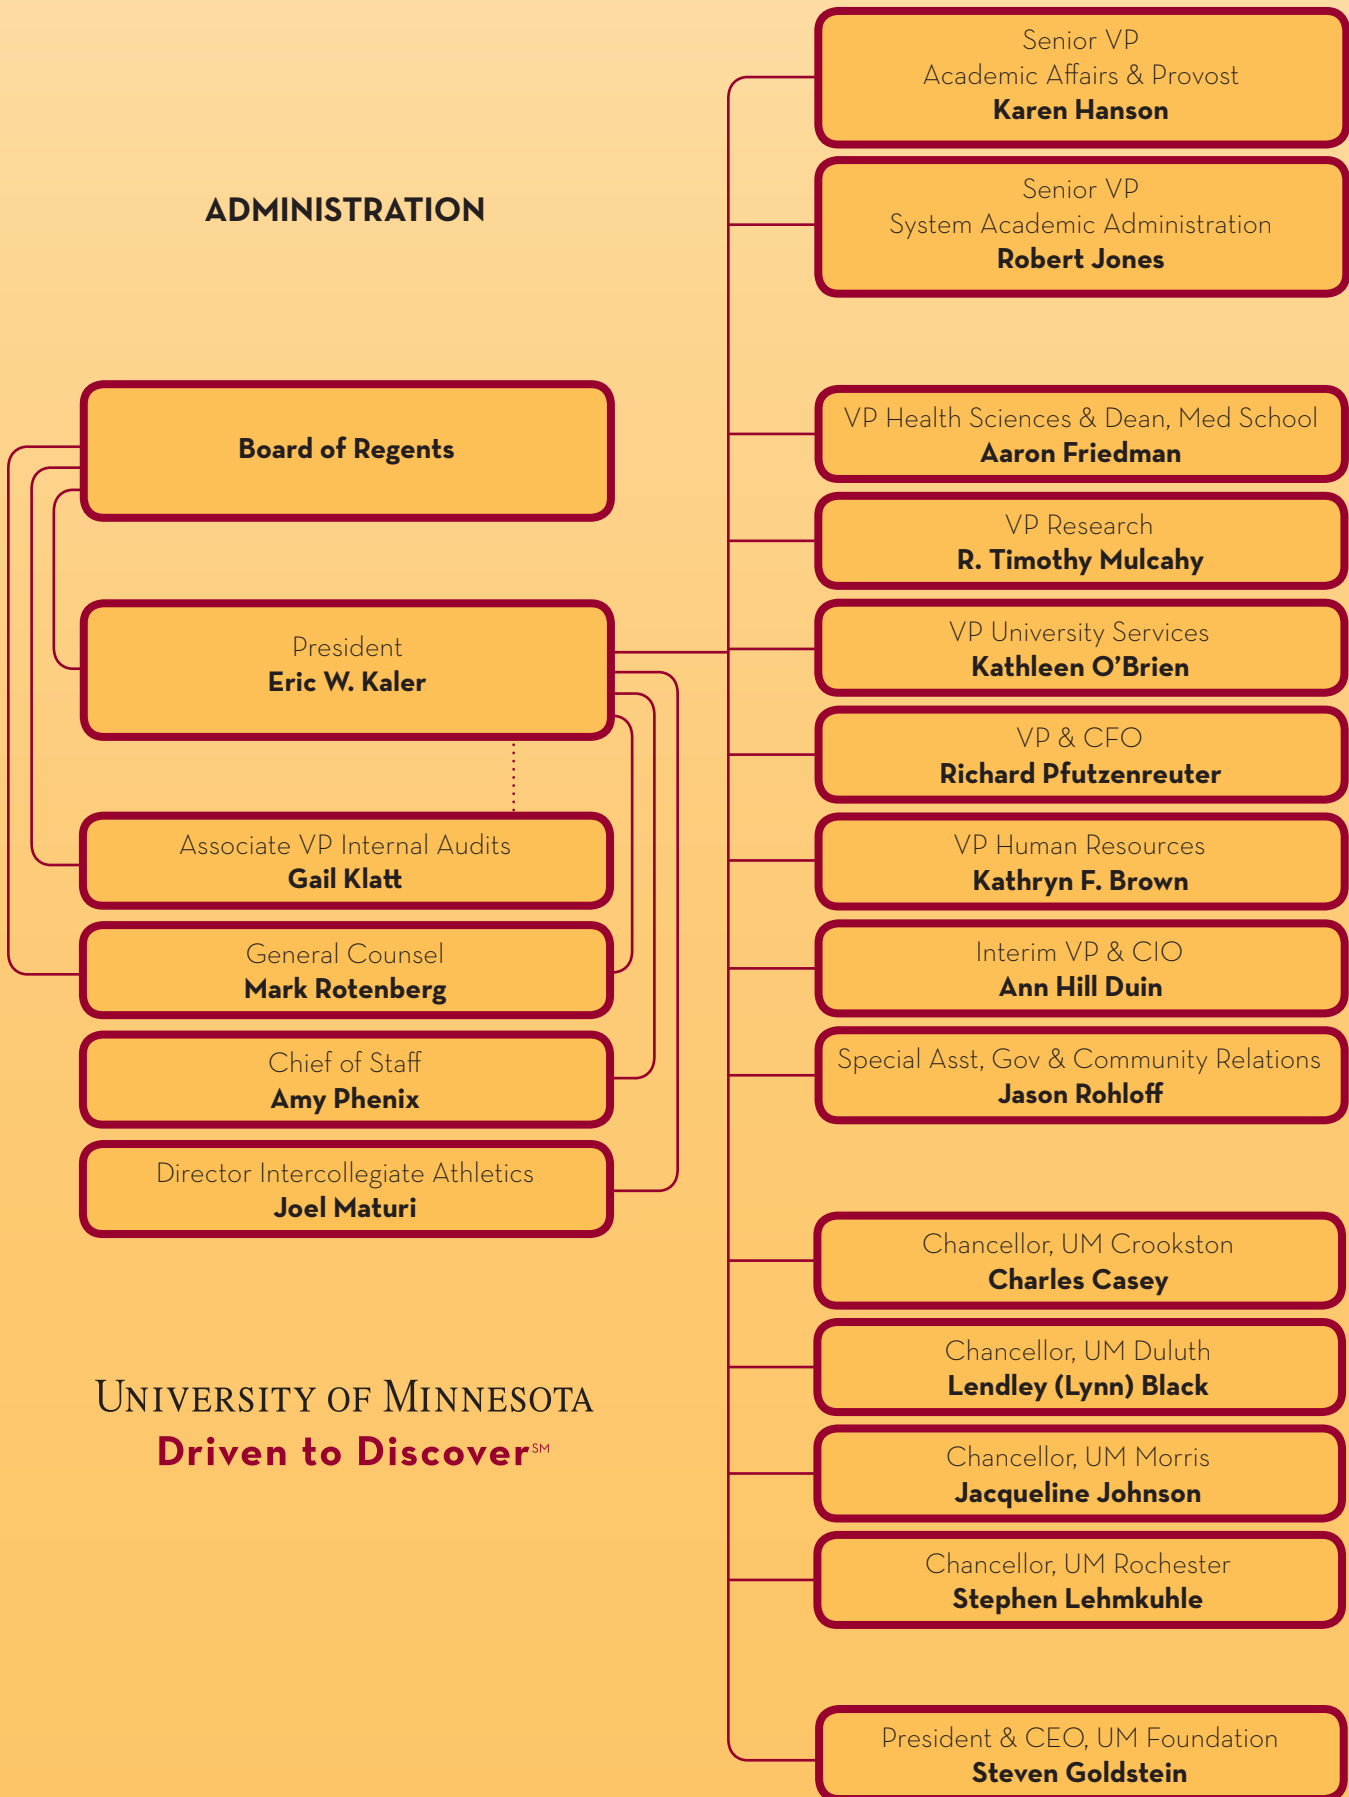 ADMINISTRATION
Board of Regents
President
Eric W. Kaler
Associate VP Internal Audits
Gail Klatt
General Counsel
Mark Rotenberg
Chief of Staff
Amy Phenix
Director Intercollegiate Athletics
Joel Maturi
UNIVERSITY OF MINNESOTA
Driven to Discover℠
Senior VP
Academic Affairs & Provost
Karen Hanson
Senior VP
System Academic Administration
Robert Jones
VP Health Sciences & Dean, Med School
Aaron Friedman
VP Research
R. Timothy Mulcahy
VP University Services
Kathleen O’Brien
VP & CFO
Richard Pfutzenreuter
VP Human Resources
Kathryn F. Brown
Interim VP & CIO
Ann Hill Duin
Special Asst, Gov & Community Relations
Jason Rohloff
Chancellor, UM Crookston
Charles Casey
Chancellor, UM Duluth
Lendley (Lynn) Black
Chancellor, UM Morris
Jacqueline Johnson
Chancellor, UM Rochester
Stephen Lehmkuhle
President & CEO, UM Foundation
Steven Goldstein